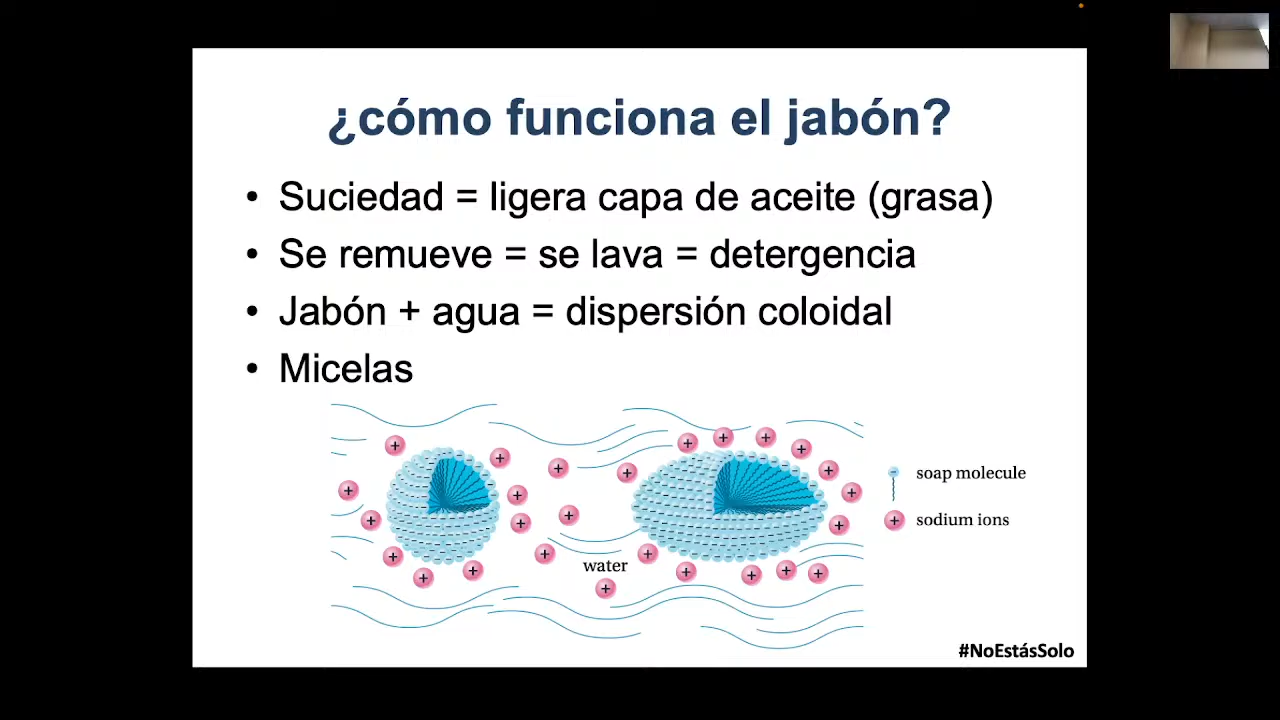 ¿cómo funciona el jabón?
• Suciedad = ligera capa de aceite (grasa)
• Se remueve = se lava = detergencia
• Jabón + agua = dispersión coloidal
• Micelas
soap molecule
sodium ions
water
#NoEstásSolo